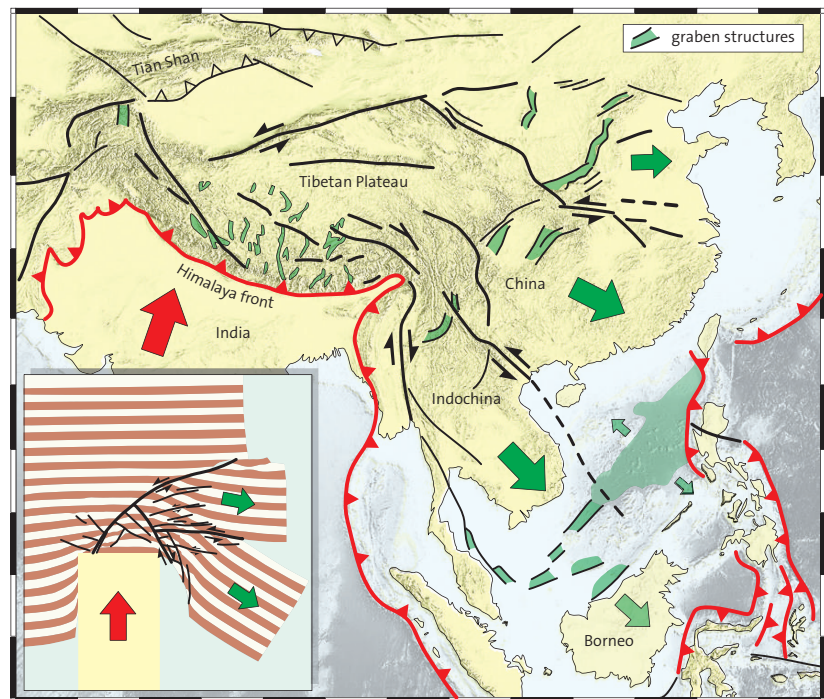 graben structures
Tian Shan
Tibetan Plateau
Himalaya front
China
India
Indochina
Borneo